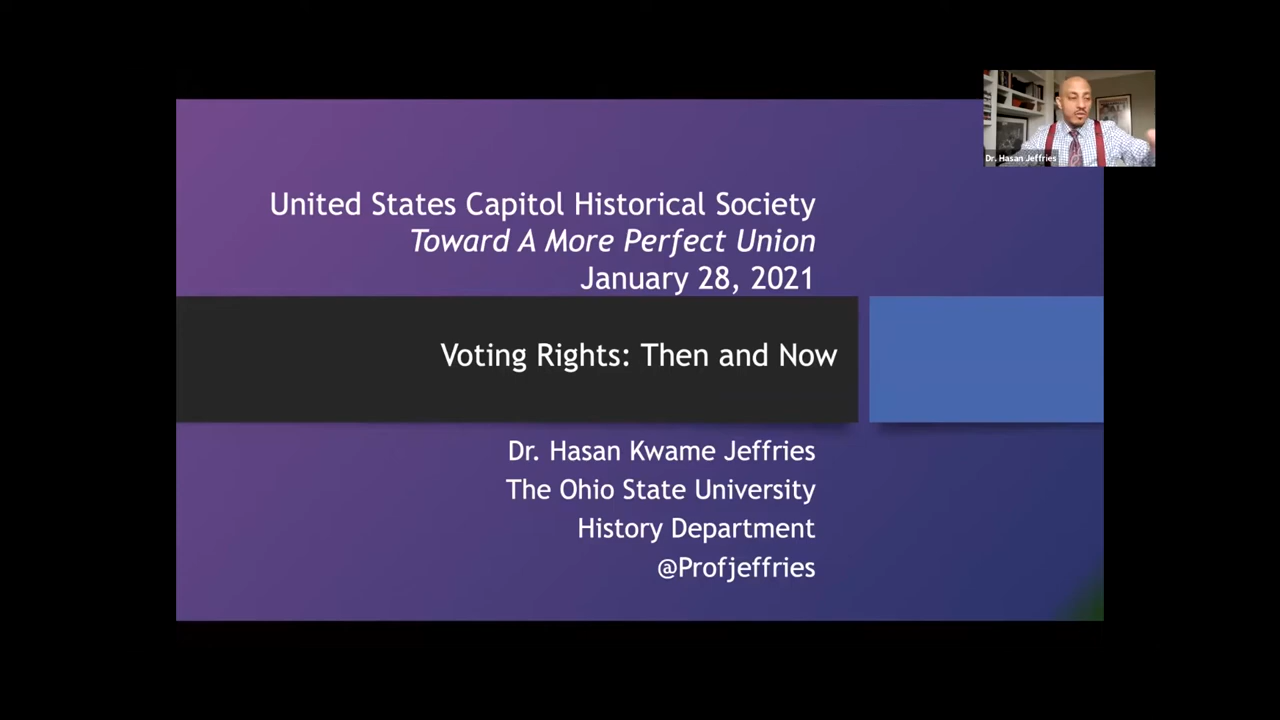 United States Capitol Historical Society
Toward A More Perfect Union
January 28, 2021
Voting Rights: Then and Now
Dr. Hasan Kwame Jeffries
The Ohio State University
History Department
@Profjeffries
Dr. Hasan Jeffries